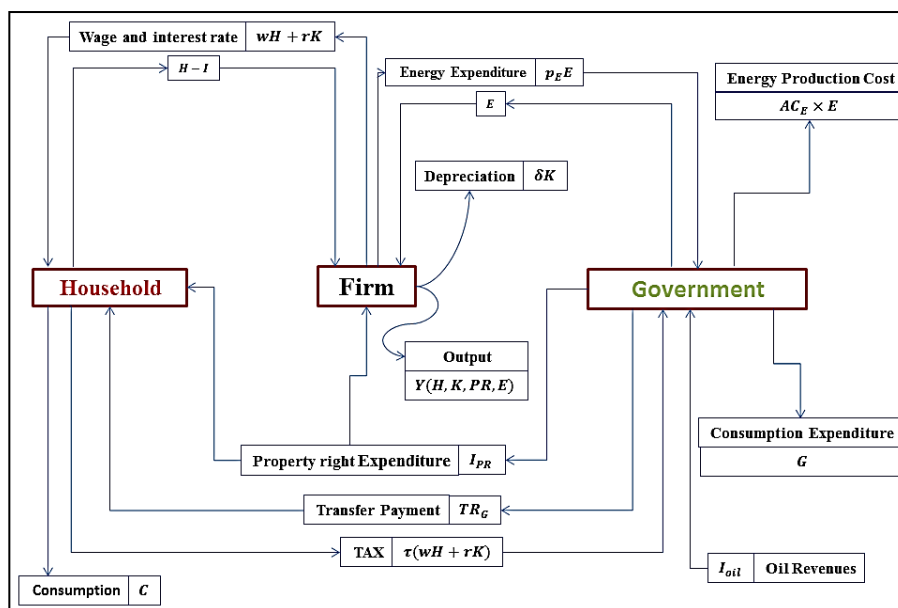 Wage and interest rate wH + rK
H – I
Energy Expenditure p_E E
E
Energy Production Cost
AC_E × E
Depreciation δK
Household
Firm
Government
Output
Y(H, K, PR, E)
Consumption Expenditure
G
Property right Expenditure I_PR
Transfer Payment TR_G
TAX τ(wH + rK)
I_oil Oil Revenues
Consumption C